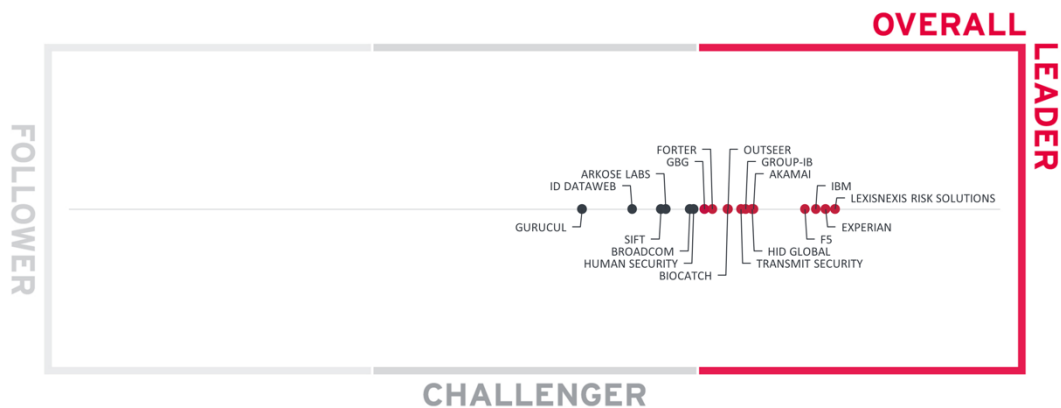 OVERALL
LEADER
FOLLOWER
FORTER
OUTSEER
GBG
GROUP-IB
ARKOSE LABS
AKAMAI
ID DATAWEB
IBM
LEXISNEXIS RISK SOLUTIONS
GURUCUL
EXPERIAN
SIFT
F5
BROADCOM
HID GLOBAL
HUMAN SECURITY
TRANSMIT SECURITY
BIOCATCH
CHALLENGER